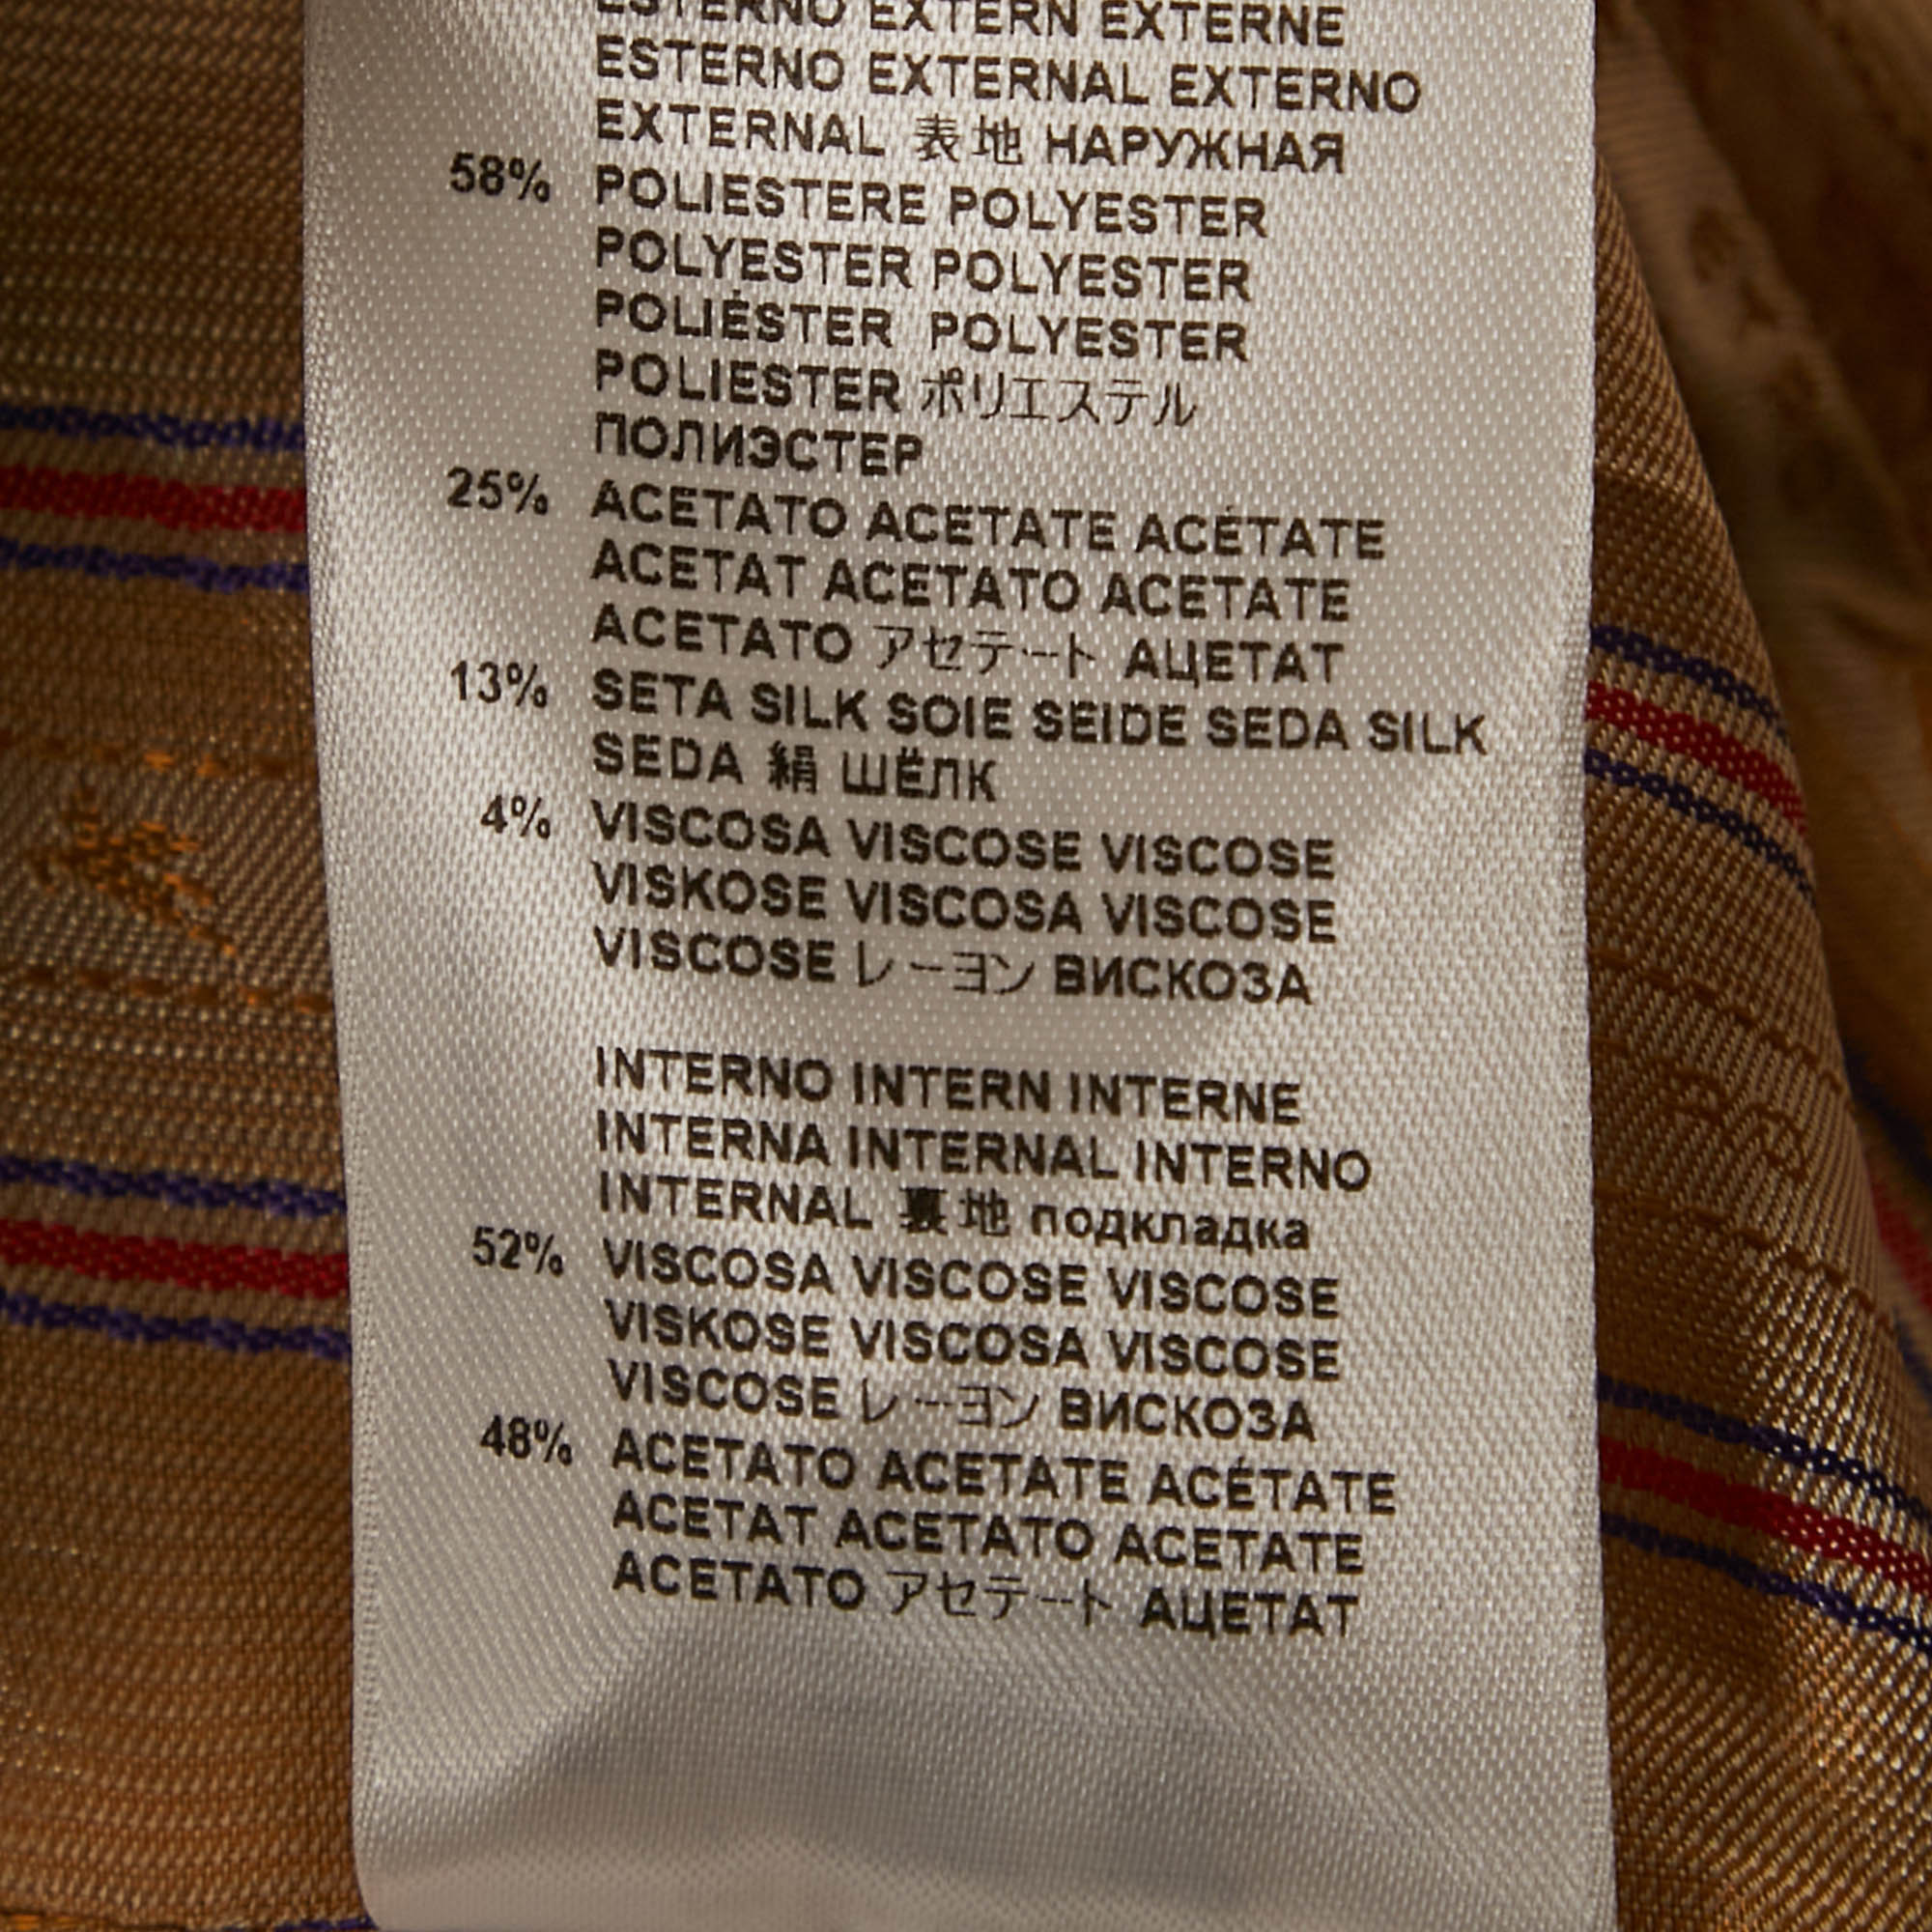 ESTERNO EXTERN EXTERNE
ESTERNO EXTERNAL EXTERNO
EXTERNAL 表地 НАРУЖНАЯ
58% POLIESTERE POLYESTER
POLYESTER POLYESTER
POLIÉSTER POLYESTER
POLIESTER ポリエステル
ПОЛИЭСТЕР
25% ACETATO ACETATE ACÉTATE
ACETAT ACETATO ACETATE
ACETATO アセテート АЦЕТАТ
13% SETA SILK SOIE SEIDE SEDA SILK
SEDA 絹 ШЁЛК
4% VISCOSA VISCOSE VISCOSE
VISKOSE VISCOSA VISCOSE
VISCOSE レーヨン ВИСКОЗА
INTERNO INTERN INTERNE
INTERNA INTERNAL INTERNO
INTERNAL 裏地 подкладка
52% VISCOSA VISCOSE VISCOSE
VISKOSE VISCOSA VISCOSE
VISCOSE レーヨン ВИСКОЗА
48% ACETATO ACETATE ACÉTATE
ACETAT ACETATO ACETATE
ACETATO アセテート АЦЕТАТ